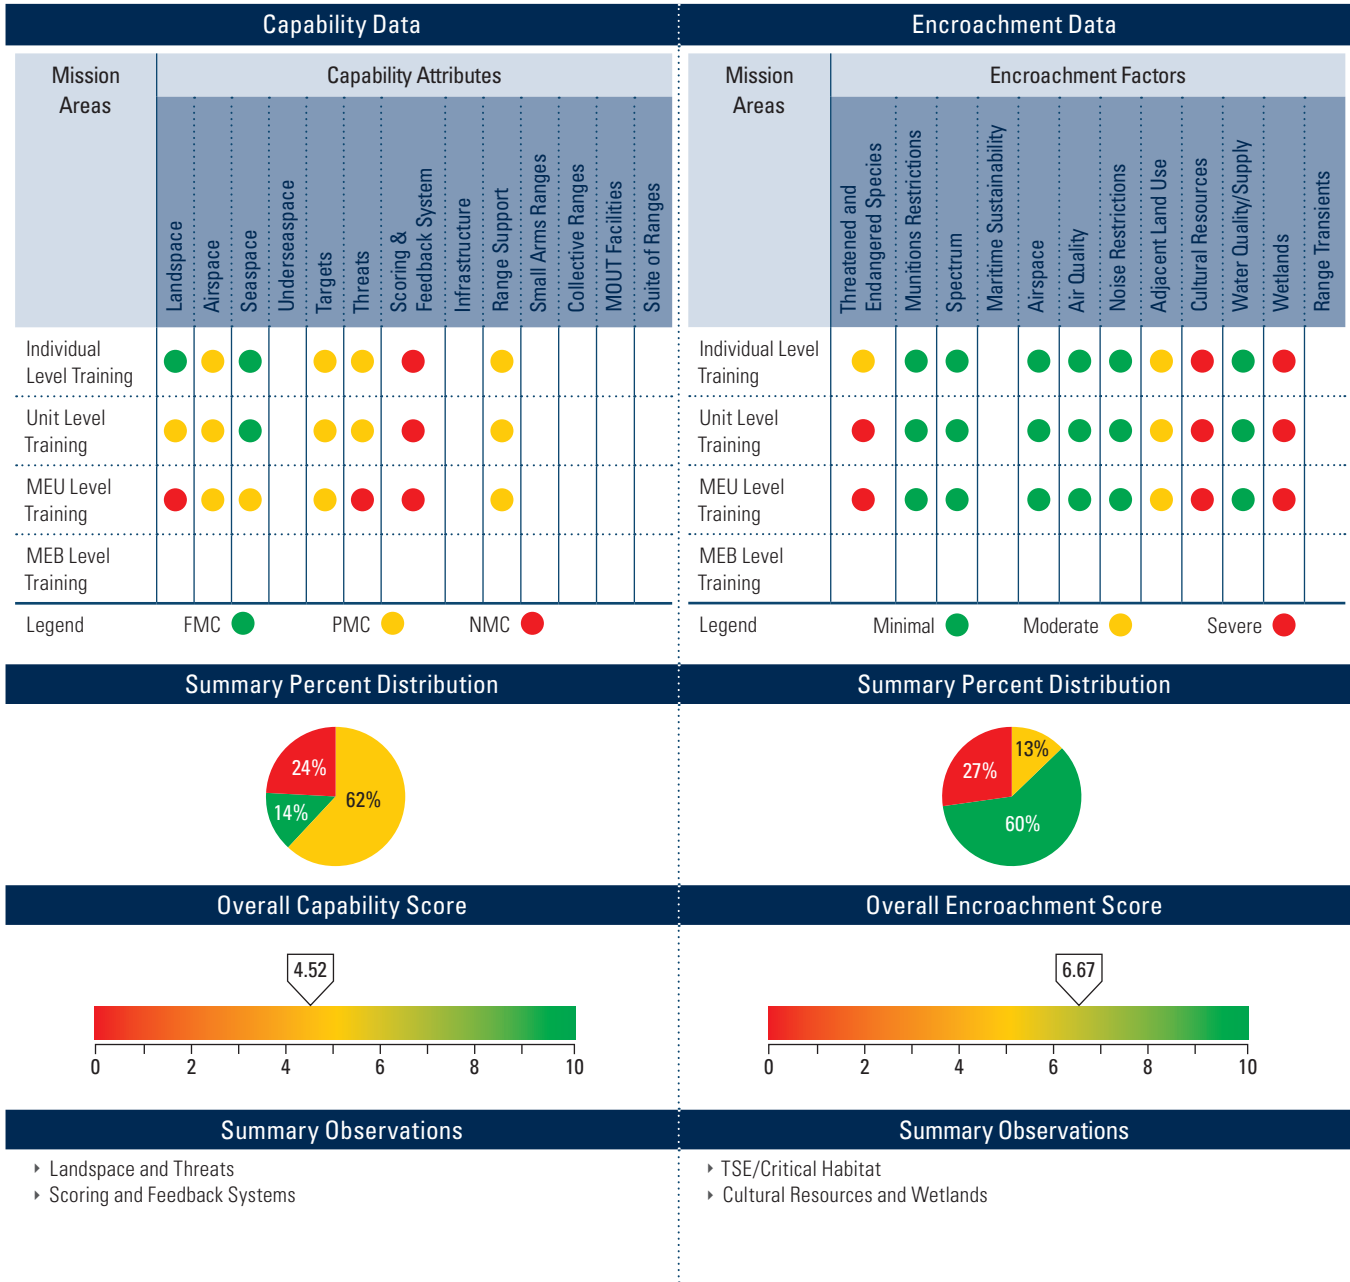 Capability Data
Mission
Areas
Capability Attributes
Landspace
Airspace
Seaspace
Underseaspace
Targets
Threats
Scoring &
Feedback System
Infrastructure
Range Support
Small Arms Ranges
Collective Ranges
MOUT Facilities
Suite of Ranges
Individual
Level Training
Unit Level
Training
MEU Level
Training
MEB Level
Training
Legend
FMC
PMC
NMC
Summary Percent Distribution
24%
62%
14%
Overall Capability Score
4.52
0 2 4 6 8 10
Summary Observations
Landspace and Threats
Scoring and Feedback Systems
Encroachment Data
Mission
Areas
Encroachment Factors
Threatened and
Endangered Species
Munitions Restrictions
Spectrum
Maritime Sustainability
Airspace
Air Quality
Noise Restrictions
Adjacent Land Use
Cultural Resources
Water Quality/Supply
Wetlands
Range Transients
Individual Level
Training
Unit Level
Training
MEU Level
Training
MEB Level
Training
Legend
Minimal
Moderate
Severe
Summary Percent Distribution
13%
27%
60%
Overall Encroachment Score
6.67
0 2 4 6 8 10
Summary Observations
TSE/Critical Habitat
Cultural Resources and Wetlands